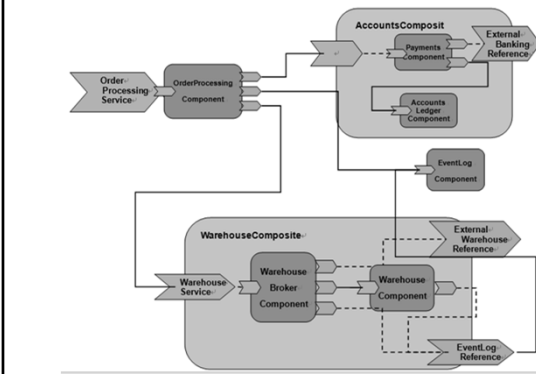 AccountsComposit
External
Banking
Reference
Payments
Component
Order
Processing
Service
OrderProcessing
Component
Accounts
Ledger
Component
EventLog
Component
WarehouseComposite
External
Warehouse
Reference
Warehouse
Service
Warehouse
Broker
Component
Warehouse
Component
EventLog
Reference